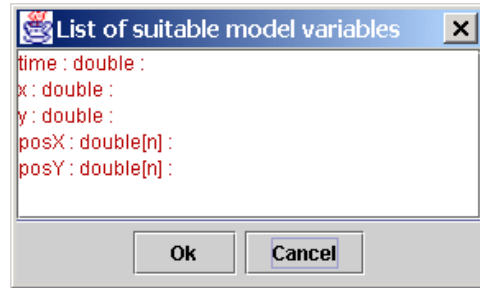 List of suitable model variables
time : double :
x : double :
y : double :
posX : double[n] :
posY : double[n] :
Ok Cancel